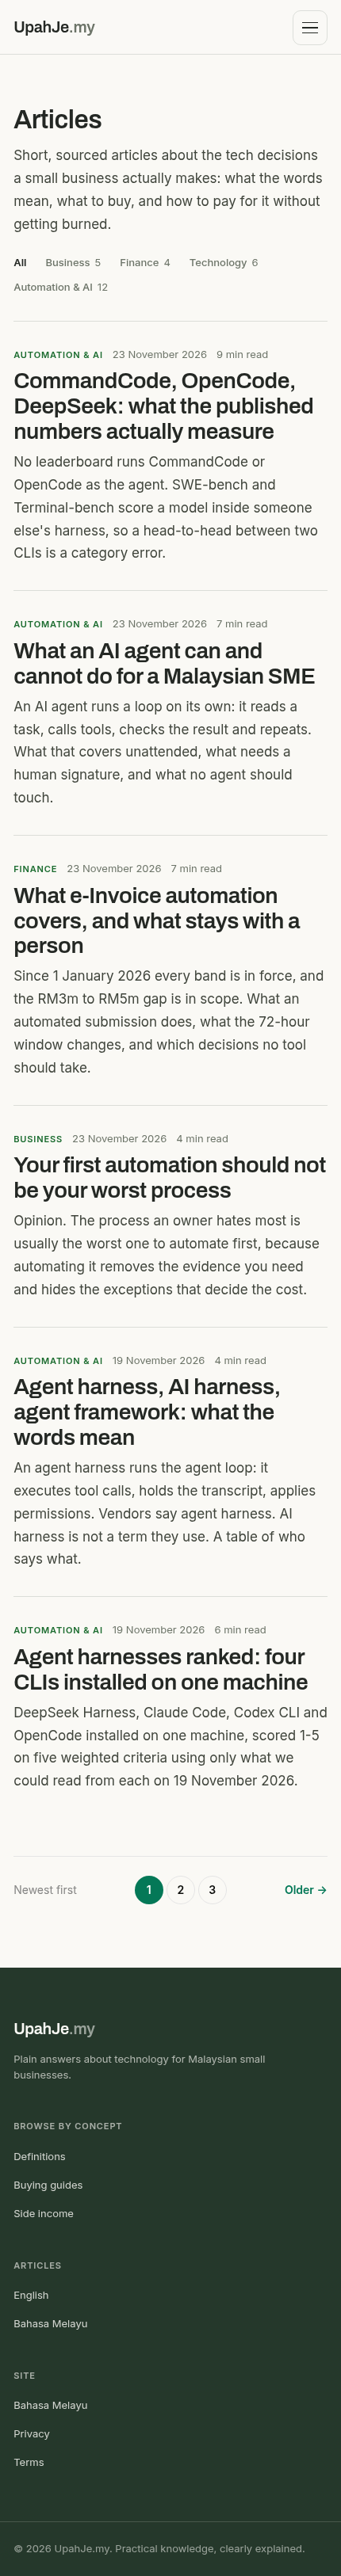 UpahJe.my
Articles
Short, sourced articles about the tech decisions
a small business actually makes: what the words
mean, what to buy, and how to pay for it without
getting burned.
All Business 5 Finance 4 Technology 6
Automation & AI 12
AUTOMATION & AI 23 November 2026 9 min read
CommandCode, OpenCode,
DeepSeek: what the published
numbers actually measure
No leaderboard runs CommandCode or
OpenCode as the agent. SWE-bench and
Terminal-bench score a model inside someone
else's harness, so a head-to-head between two
CLIs is a category error.
AUTOMATION & AI 23 November 2026 7 min read
What an AI agent can and
cannot do for a Malaysian SME
An AI agent runs a loop on its own: it reads a
task, calls tools, checks the result and repeats.
What that covers unattended, what needs a
human signature, and what no agent should
touch.
FINANCE 23 November 2026 7 min read
What e-Invoice automation
covers, and what stays with a
person
Since 1 January 2026 every band is in force, and
the RM3m to RM5m gap is in scope. What an
automated submission does, what the 72-hour
window changes, and which decisions no tool
should take.
BUSINESS 23 November 2026 4 min read
Your first automation should not
be your worst process
Opinion. The process an owner hates most is
usually the worst one to automate first, because
automating it removes the evidence you need
and hides the exceptions that decide the cost.
AUTOMATION & AI 19 November 2026 4 min read
Agent harness, AI harness,
agent framework: what the
words mean
An agent harness runs the agent loop: it
executes tool calls, holds the transcript, applies
permissions. Vendors say agent harness. AI
harness is not a term they use. A table of who
says what.
AUTOMATION & AI 19 November 2026 6 min read
Agent harnesses ranked: four
CLIs installed on one machine
DeepSeek Harness, Claude Code, Codex CLI and
OpenCode installed on one machine, scored 1-5
on five weighted criteria using only what we
could read from each on 19 November 2026.
Newest first 1 2 3 Older →
UpahJe.my
Plain answers about technology for Malaysian small
businesses.
BROWSE BY CONCEPT
Definitions
Buying guides
Side income
ARTICLES
English
Bahasa Melayu
SITE
Bahasa Melayu
Privacy
Terms
© 2026 UpahJe.my. Practical knowledge, clearly explained.